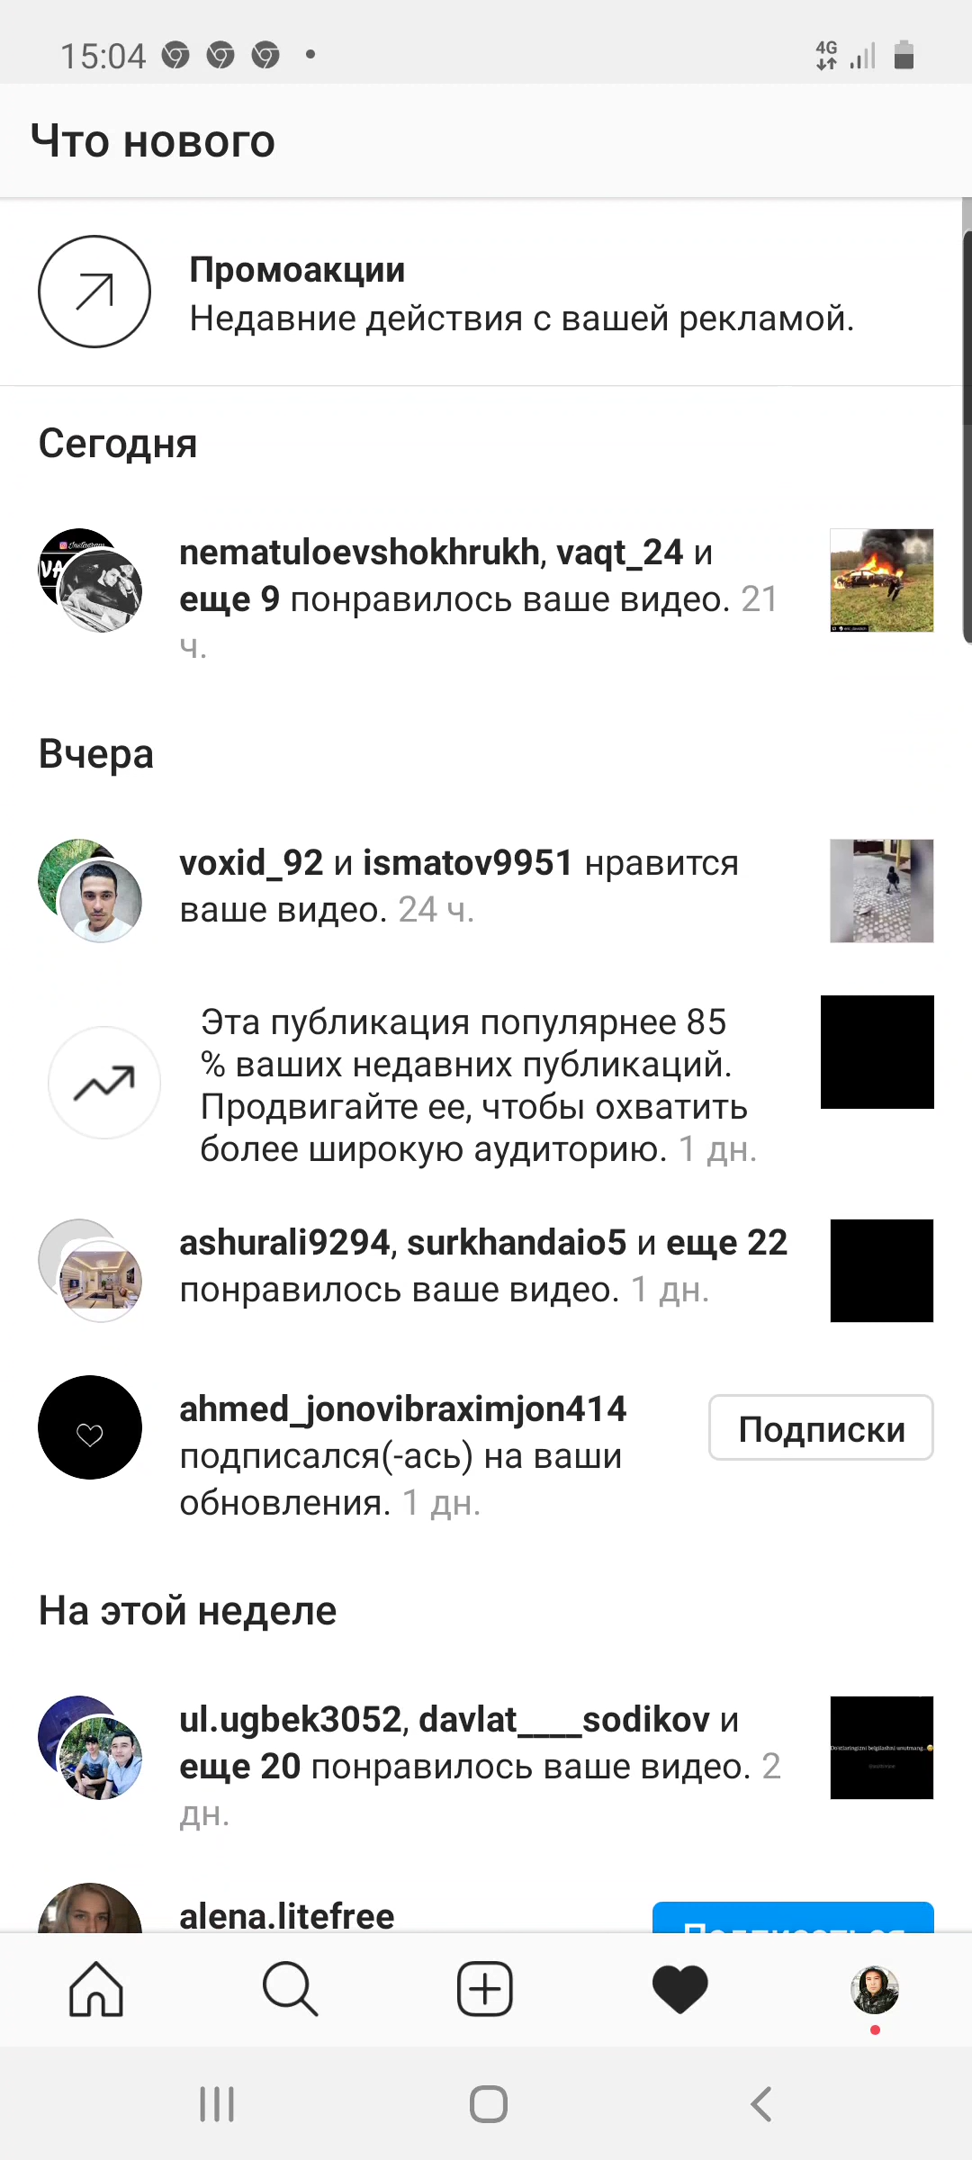 15:04
4G
Что нового
Промоакции
Недавние действия с вашей рекламой.
Сегодня
nematuloevshokhrukh, vaqt_24 и
еще 9 понравилось ваше видео. 21
ч.
Вчера
voxid_92 и ismatov9951 нравится
ваше видео. 24 ч.
Эта публикация популярнее 85
% ваших недавних публикаций.
Продвигайте ее, чтобы охватить
более широкую аудиторию. 1 дн.
ashurali9294, surkhandaio5 и еще 22
понравилось ваше видео. 1 дн.
ahmed_jonovibraximjon414
подписался(-ась) на ваши
обновления. 1 дн.
Подписки
На этой неделе
ul.ugbek3052, davlat____sodikov и
еще 20 понравилось ваше видео. 2
дн.
alena.litefree
Подписаться